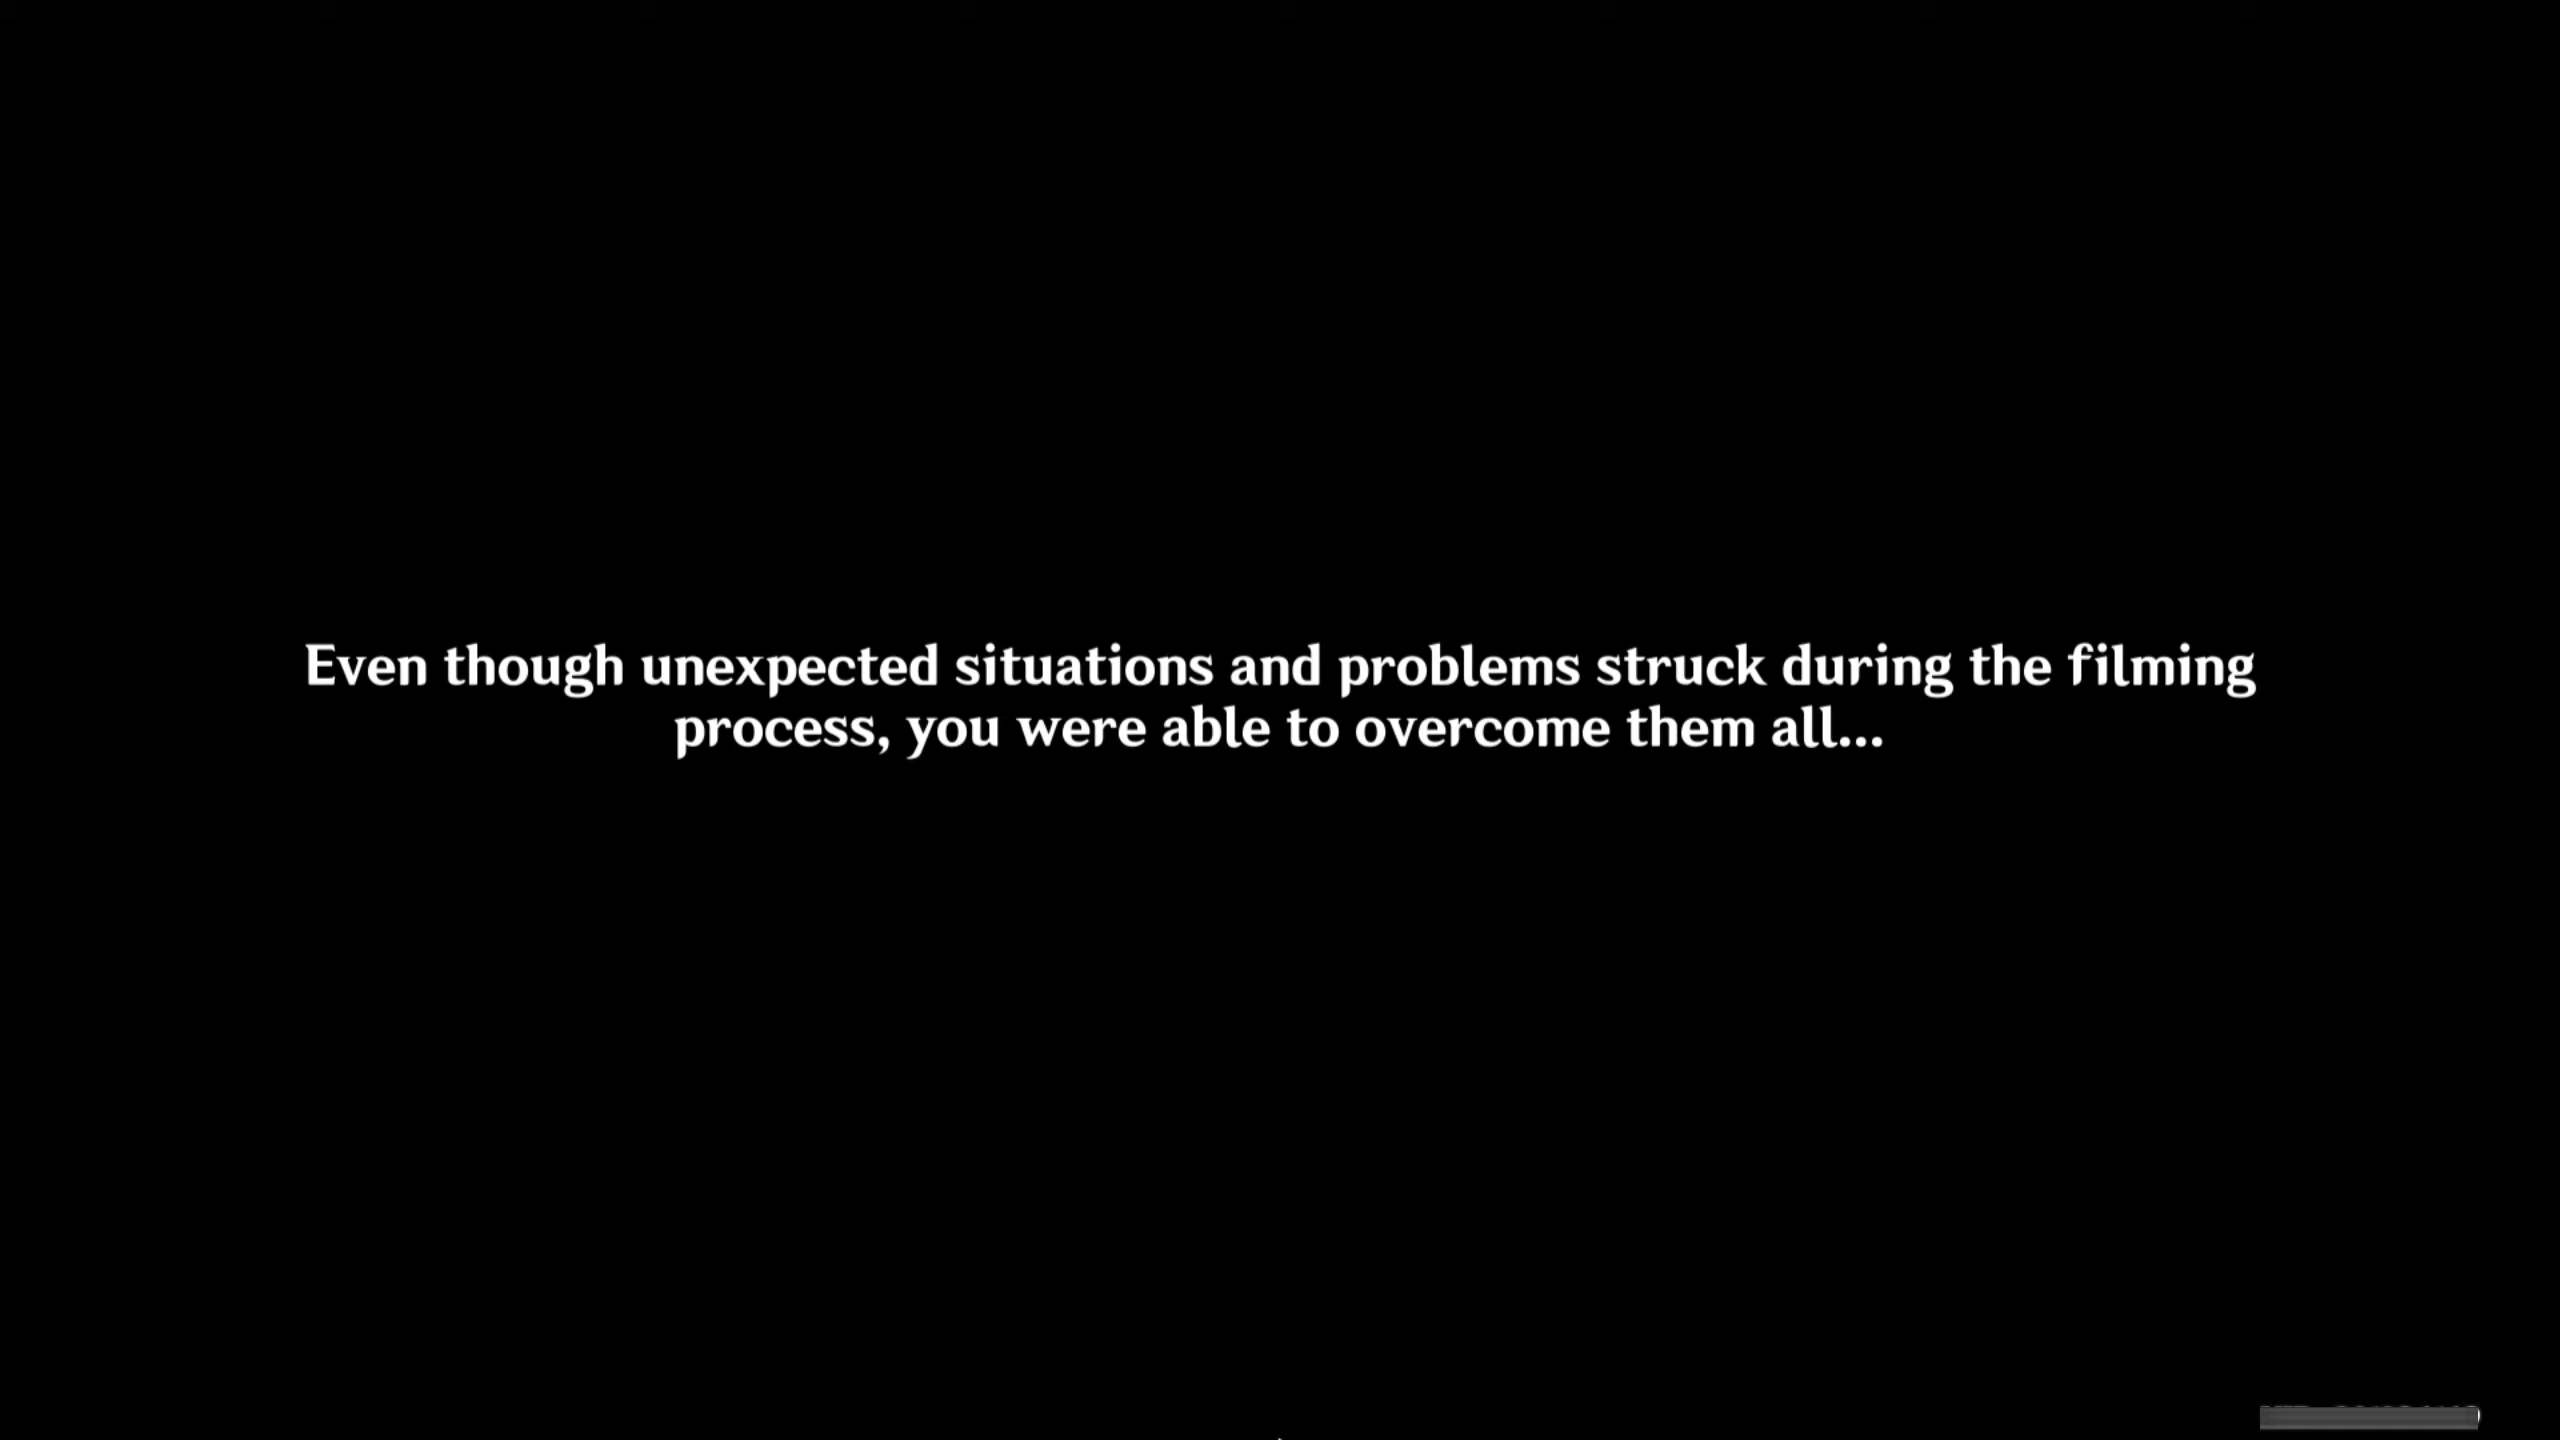 Even though unexpected situations and problems struck during the filming
process, you were able to overcome them all...